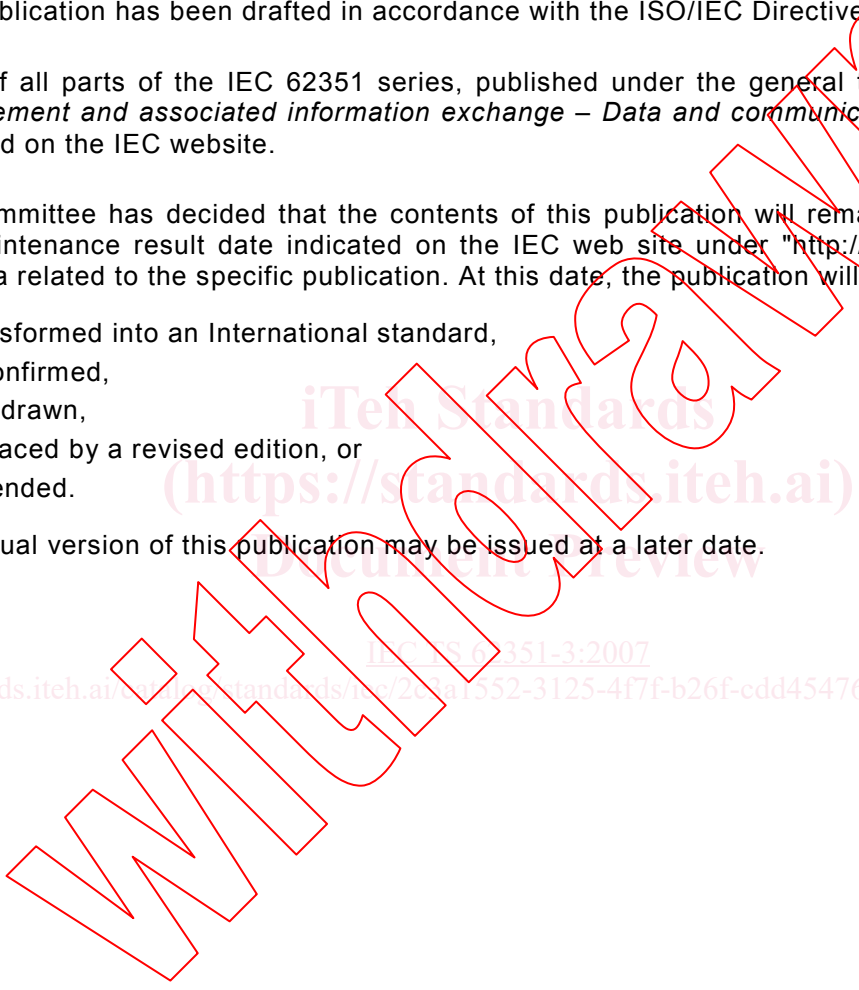 blication has been drafted in accordance with the ISO/IEC Directive
f all parts of the IEC 62351 series, published under the general
ement and associated information exchange – Data and communic
d on the IEC website.
mmittee has decided that the contents of this publication will rema
intenance result date indicated on the IEC web site under "http://
a related to the specific publication. At this date, the publication will
sformed into an International standard,
onfirmed,
drawn,
aced by a revised edition, or
ended.
ual version of this publication may be issued at a later date.
iTeh Standards
(https://standards.iteh.ai)
Document Preview
IEC TS 62351-3:2007
ds.iteh.ai/catalog/standards/iec/2c3a1552-3125-4f7f-b26f-cdd45476
withdrawn